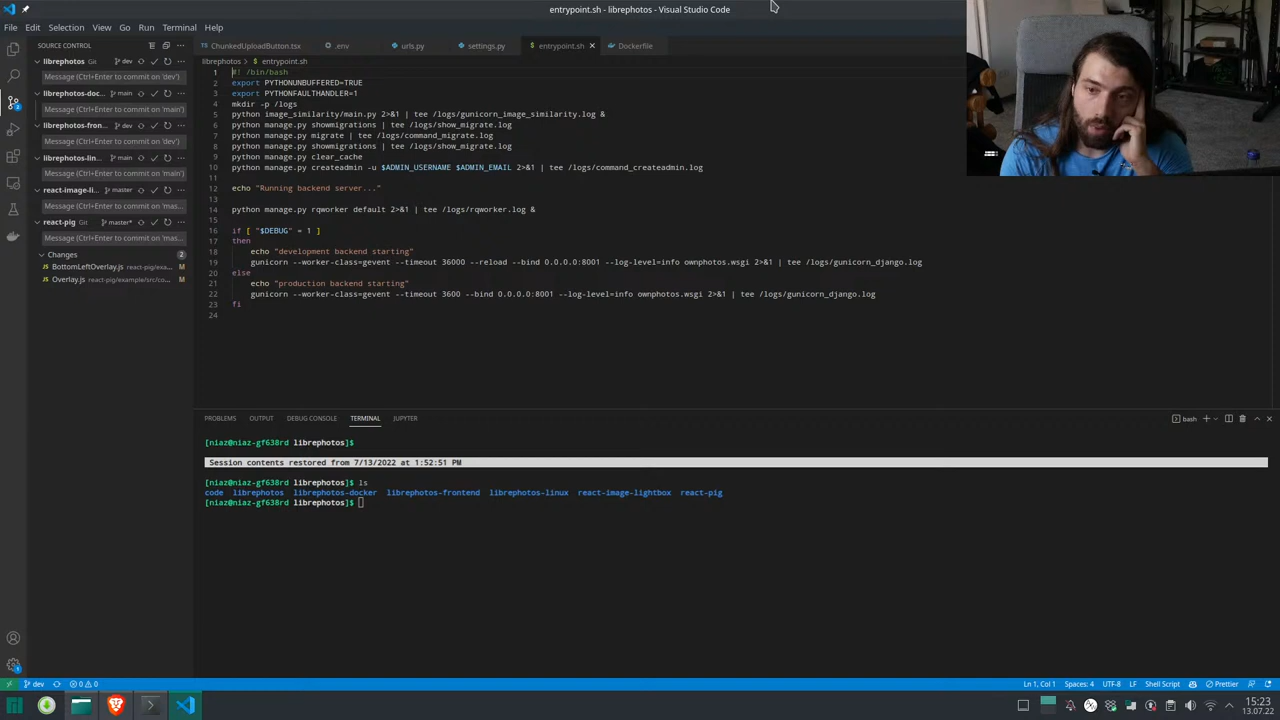 entrypoint.sh - librephotos - Visual Studio Code
File Edit Selection View Go Run Terminal Help
SOURCE CONTROL
ChunkedUploadButton.tsx
.env
urls.py
settings.py
entrypoint.sh
Dockerfile
librephotos > entrypoint.sh
librephotos Git dev
Message (Ctrl+Enter to commit on 'dev')
librephotos-doc... main
Message (Ctrl+Enter to commit on 'main')
librephotos-fron... dev
Message (Ctrl+Enter to commit on 'dev')
librephotos-lin... main
Message (Ctrl+Enter to commit on 'main')
react-image-li... master
Message (Ctrl+Enter to commit on 'mas...
react-pig Git master*
Message (Ctrl+Enter to commit on 'mas...
Changes 2
BottomLeftOverlay.js react-pig/exa... M
Overlay.js react-pig/example/src/co... M
1 #! /bin/bash
2 export PYTHONUNBUFFERED=TRUE
3 export PYTHONFAULTHANDLER=1
4 mkdir -p /logs
5 python image_similarity/main.py 2>&1 | tee /logs/gunicorn_image_similarity.log &
6 python manage.py showmigrations | tee /logs/show_migrate.log
7 python manage.py migrate | tee /logs/command_migrate.log
8 python manage.py showmigrations | tee /logs/show_migrate.log
9 python manage.py clear_cache
10 python manage.py createadmin -u $ADMIN_USERNAME $ADMIN_EMAIL 2>&1 | tee /logs/command_createadmin.log
11
12 echo "Running backend server..."
13
14 python manage.py rqworker default 2>&1 | tee /logs/rqworker.log &
15
16 if [ "$DEBUG" = 1 ]
17 then
18 echo "development backend starting"
19 gunicorn --worker-class=gevent --timeout 36000 --reload --bind 0.0.0.0:8001 --log-level=info ownphotos.wsgi 2>&1 | tee /logs/gunicorn_django.log
20 else
21 echo "production backend starting"
22 gunicorn --worker-class=gevent --timeout 3600 --bind 0.0.0.0:8001 --log-level=info ownphotos.wsgi 2>&1 | tee /logs/gunicorn_django.log
23 fi
24
PROBLEMS OUTPUT DEBUG CONSOLE TERMINAL JUPYTER
bash
[niaz@niaz-gf638rd librephotos]$
Session contents restored from 7/13/2022 at 1:52:51 PM
[niaz@niaz-gf638rd librephotos]$ ls
code librephotos librephotos-docker librephotos-frontend librephotos-linux react-image-lightbox react-pig
[niaz@niaz-gf638rd librephotos]$
dev 0 0
Ln 1, Col 1 Spaces: 4 UTF-8 LF Shell Script Prettier
15:23
13.07.22